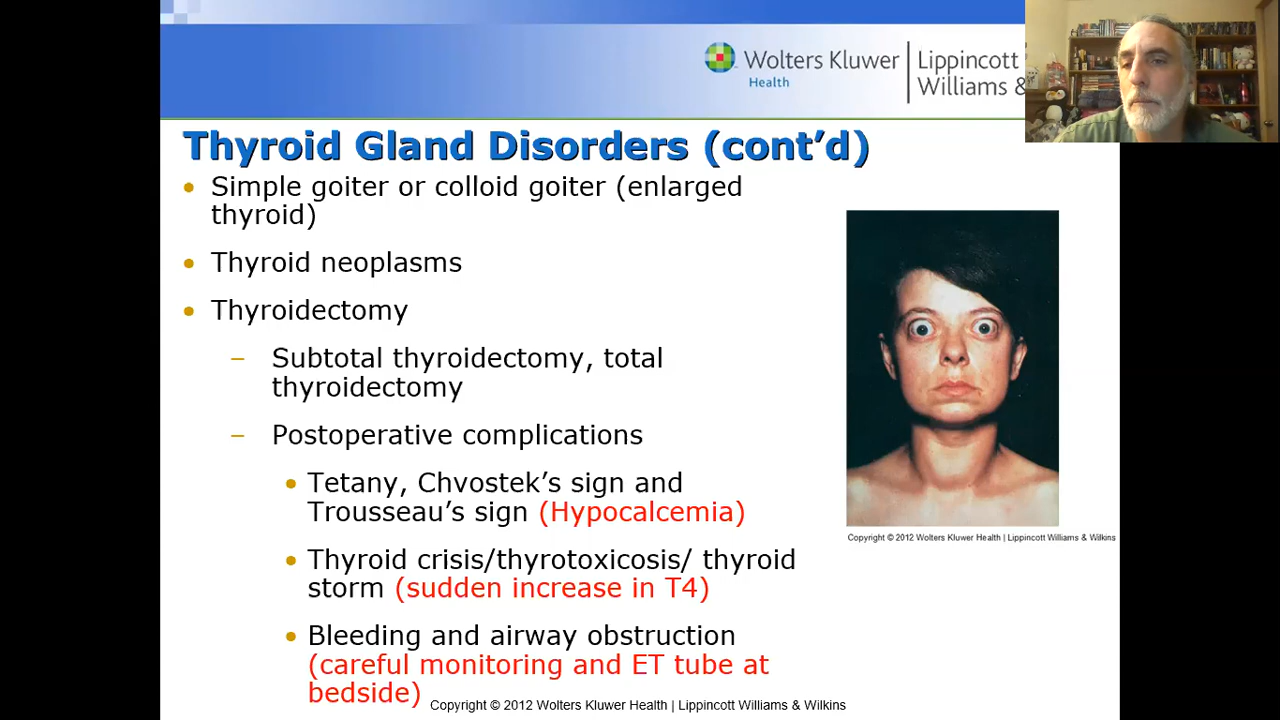 Wolters Kluwer
Health
Lippincott
Williams &
Thyroid Gland Disorders (cont’d)
• Simple goiter or colloid goiter (enlarged
thyroid)
• Thyroid neoplasms
• Thyroidectomy
– Subtotal thyroidectomy, total
thyroidectomy
– Postoperative complications
• Tetany, Chvostek’s sign and
Trousseau’s sign (Hypocalcemia)
• Thyroid crisis/thyrotoxicosis/ thyroid
storm (sudden increase in T4)
• Bleeding and airway obstruction
(careful monitoring and ET tube at
bedside)
Copyright © 2012 Wolters Kluwer Health | Lippincott Williams & Wilkins
Copyright © 2012 Wolters Kluwer Health | Lippincott Williams & Wilkins